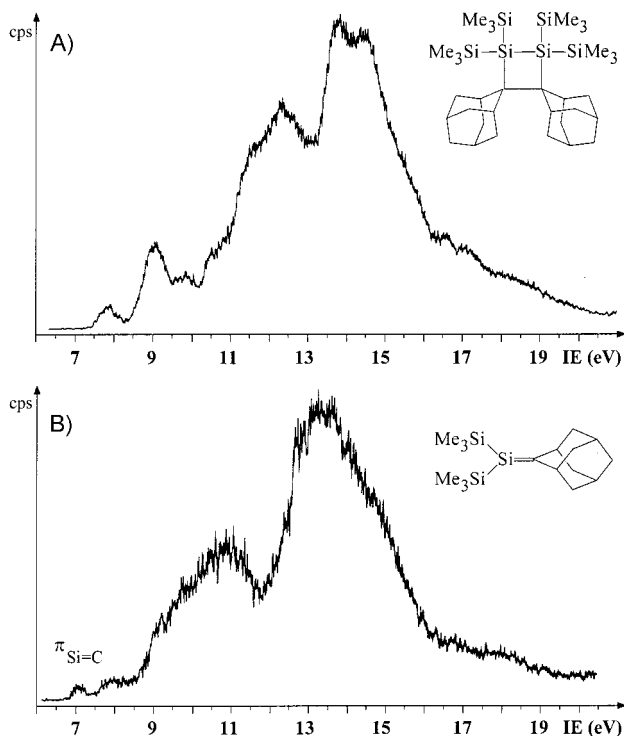 cps
A)
Me3Si SiMe3
Me3Si–Si–Si–SiMe3
7 9 11 13 15 17 19 IE (eV)
cps
B)
Me3Si
Si
Me3Si
π Si=C
7 9 11 13 15 17 19 IE (eV)